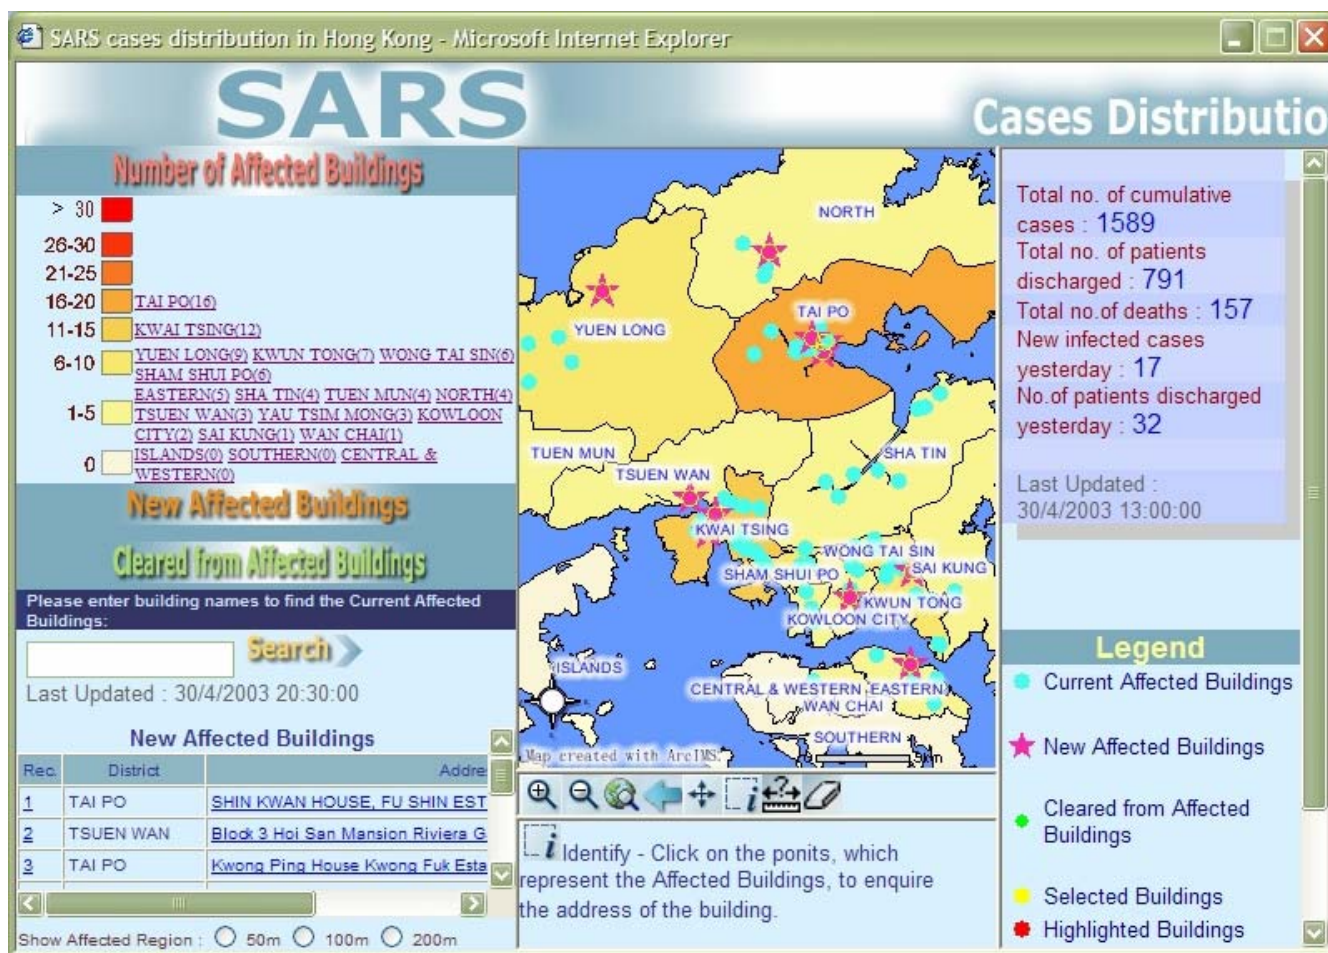 SARS cases distribution in Hong Kong - Microsoft Internet Explorer
SARS
Cases Distributio
Number of Affected Buildings
> 30
26-30
21-25
16-20 TAI PO(16)
11-15 KWAI TSING(12)
6-10 YUEN LONG(9) KWUN TONG(7) WONG TAI SIN(6)
SHAM SHUI PO(6)
EASTERN(5) SHA TIN(4) TUEN MUN(4) NORTH(4)
1-5 TSUEN WAN(3) YAU TSIM MONG(3) KOWLOON
CITY(2) SAI KUNG(1) WAN CHAI(1)
0 ISLANDS(0) SOUTHERN(0) CENTRAL &
WESTERN(0)
New Affected Buildings
Cleared from Affected Buildings
Please enter building names to find the Current Affected
Buildings:
Search
Last Updated : 30/4/2003 20:30:00
New Affected Buildings
Rec. District Addre
1 TAI PO SHIN KWAN HOUSE, FU SHIN EST
2 TSUEN WAN Block 3 Hoi San Mansion Riviera G
3 TAI PO Kwong Ping House Kwong Fuk Esta
Show Affected Region : 50m 100m 200m
NORTH
TAI PO
YUEN LONG
TUEN MUN
SHA TIN
TSUEN WAN
KWAI TSING
WONG TAI SIN
SHAM SHUI PO
SAI KUNG
KWUN TONG
KOWLOON CITY
ISLANDS
CENTRAL & WESTERN EASTERN
WAN CHAI
SOUTHERN
Map created with ArcIMS.
0 5km
Identify - Click on the ponits, which
represent the Affected Buildings, to enquire
the address of the building.
Total no. of cumulative
cases : 1589
Total no. of patients
discharged : 791
Total no.of deaths : 157
New infected cases
yesterday : 17
No.of patients discharged
yesterday : 32
Last Updated :
30/4/2003 13:00:00
Legend
Current Affected Buildings
New Affected Buildings
Cleared from Affected
Buildings
Selected Buildings
Highlighted Buildings